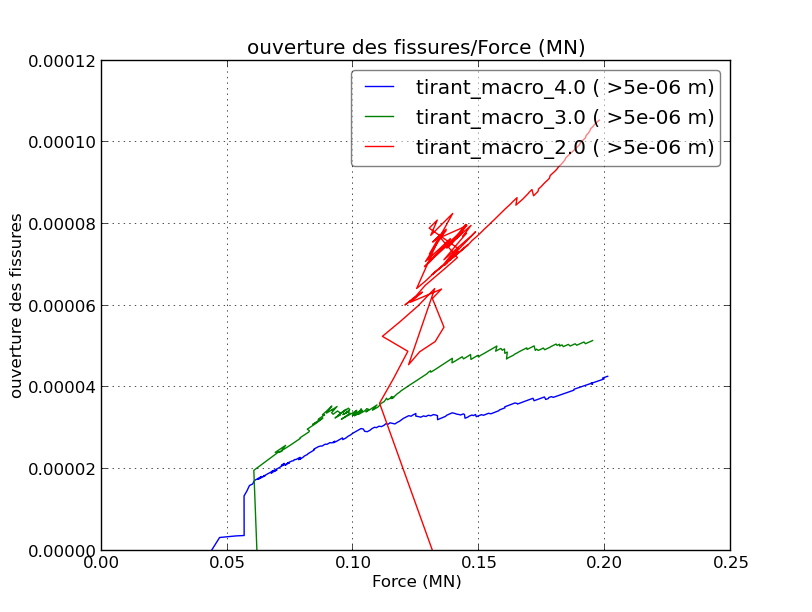 ouverture des fissures/Force (MN)
0.00012
0.00010
0.00008
0.00006
0.00004
0.00002
0.00000
ouverture des fissures
tirant_macro_4.0 ( >5e-06 m)
tirant_macro_3.0 ( >5e-06 m)
tirant_macro_2.0 ( >5e-06 m)
0.00 0.05 0.10 0.15 0.20 0.25
Force (MN)